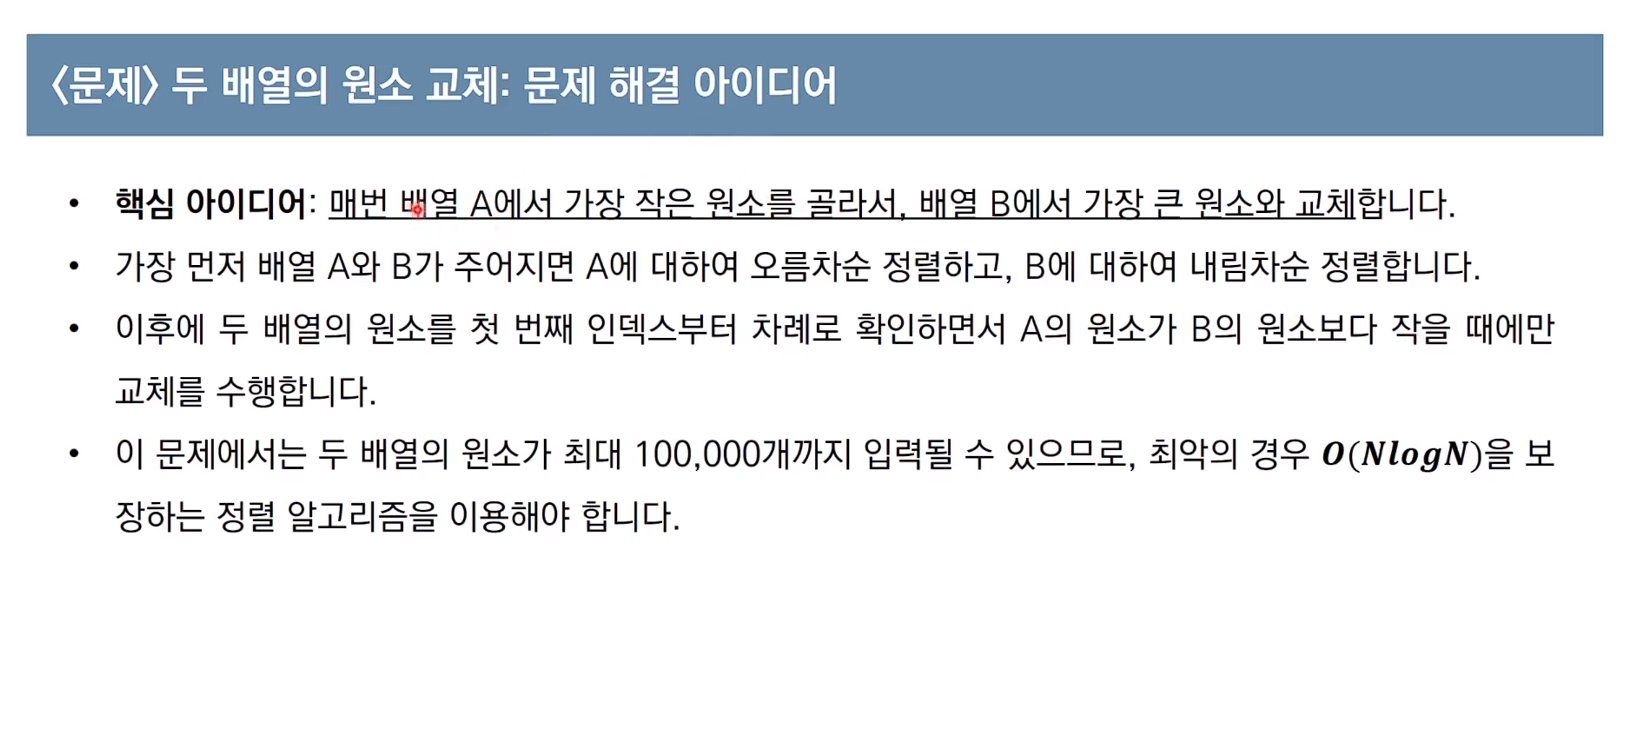 <문제> 두 배열의 원소 교체: 문제 해결 아이디어
• 핵심 아이디어: 매번 배열 A에서 가장 작은 원소를 골라서, 배열 B에서 가장 큰 원소와 교체합니다.
• 가장 먼저 배열 A와 B가 주어지면 A에 대하여 오름차순 정렬하고, B에 대하여 내림차순 정렬합니다.
• 이후에 두 배열의 원소를 첫 번째 인덱스부터 차례로 확인하면서 A의 원소가 B의 원소보다 작을 때에만
교체를 수행합니다.
• 이 문제에서는 두 배열의 원소가 최대 100,000개까지 입력될 수 있으므로, 최악의 경우 O(NlogN)을 보
장하는 정렬 알고리즘을 이용해야 합니다.